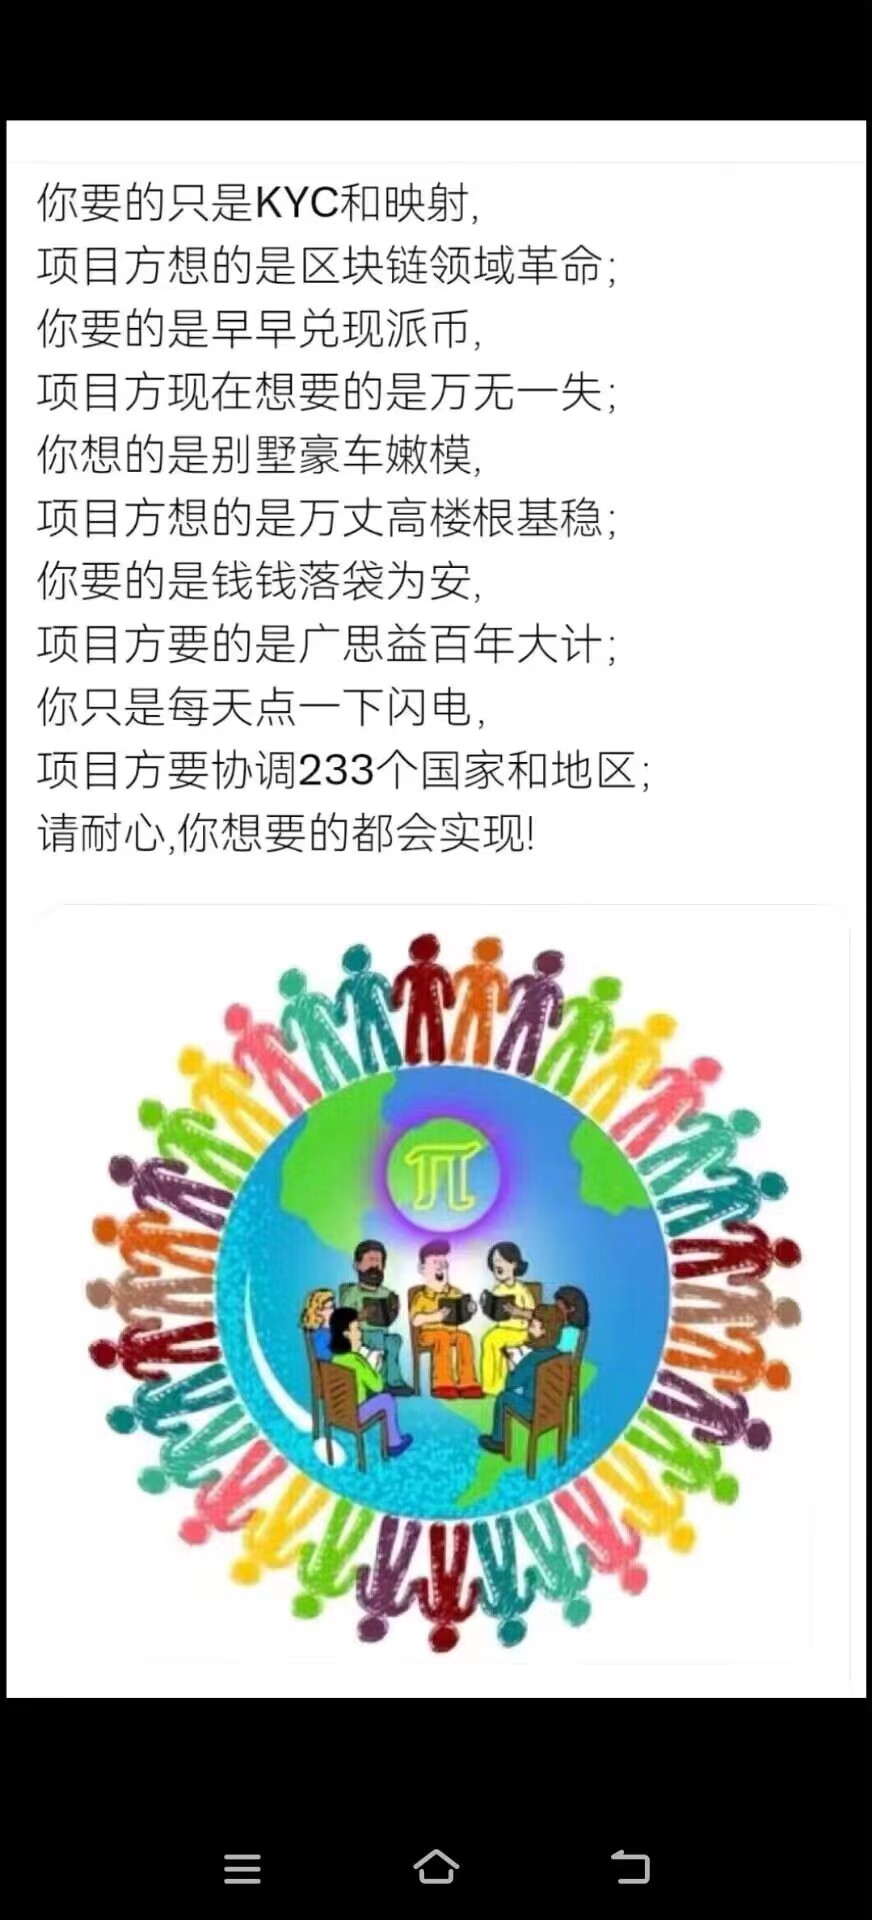 你要的只是KYC和映射,
项目方想的是区块链领域革命;
你要的是早早兑现派币,
项目方现在想要的是万无一失;
你想的是别墅豪车嫩模,
项目方想的是万丈高楼根基稳;
你要的是钱钱落袋为安,
项目方要的是广思益百年大计;
你只是每天点一下闪电,
项目方要协调233个国家和地区;
请耐心,你想要的都会实现!
π